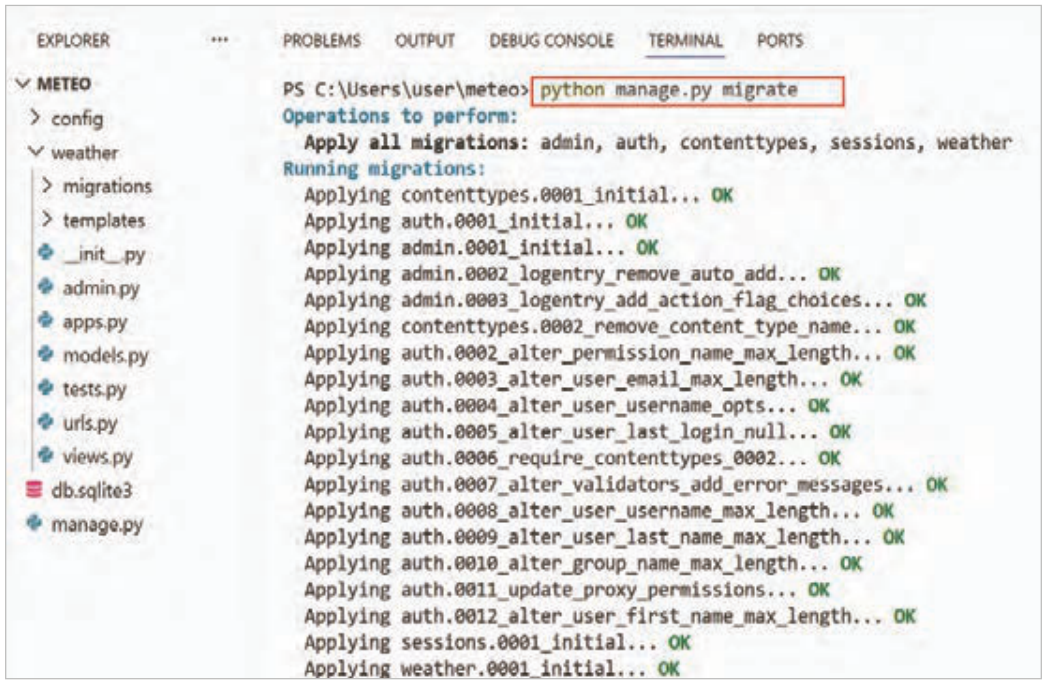 EXPLORER ...
METEO
config
weather
migrations
templates
__init__.py
admin.py
apps.py
models.py
tests.py
urls.py
views.py
db.sqlite3
manage.py
PROBLEMS OUTPUT DEBUG CONSOLE TERMINAL PORTS
PS C:\Users\user\meteo> python manage.py migrate
Operations to perform:
Apply all migrations: admin, auth, contenttypes, sessions, weather
Running migrations:
Applying contenttypes.0001_initial... OK
Applying auth.0001_initial... OK
Applying admin.0001_initial... OK
Applying admin.0002_logentry_remove_auto_add... OK
Applying admin.0003_logentry_add_action_flag_choices... OK
Applying contenttypes.0002_remove_content_type_name... OK
Applying auth.0002_alter_permission_name_max_length... OK
Applying auth.0003_alter_user_email_max_length... OK
Applying auth.0004_alter_user_username_opts... OK
Applying auth.0005_alter_user_last_login_null... OK
Applying auth.0006_require_contenttypes_0002... OK
Applying auth.0007_alter_validators_add_error_messages... OK
Applying auth.0008_alter_user_username_max_length... OK
Applying auth.0009_alter_user_last_name_max_length... OK
Applying auth.0010_alter_group_name_max_length... OK
Applying auth.0011_update_proxy_permissions... OK
Applying auth.0012_alter_user_first_name_max_length... OK
Applying sessions.0001_initial... OK
Applying weather.0001_initial... OK